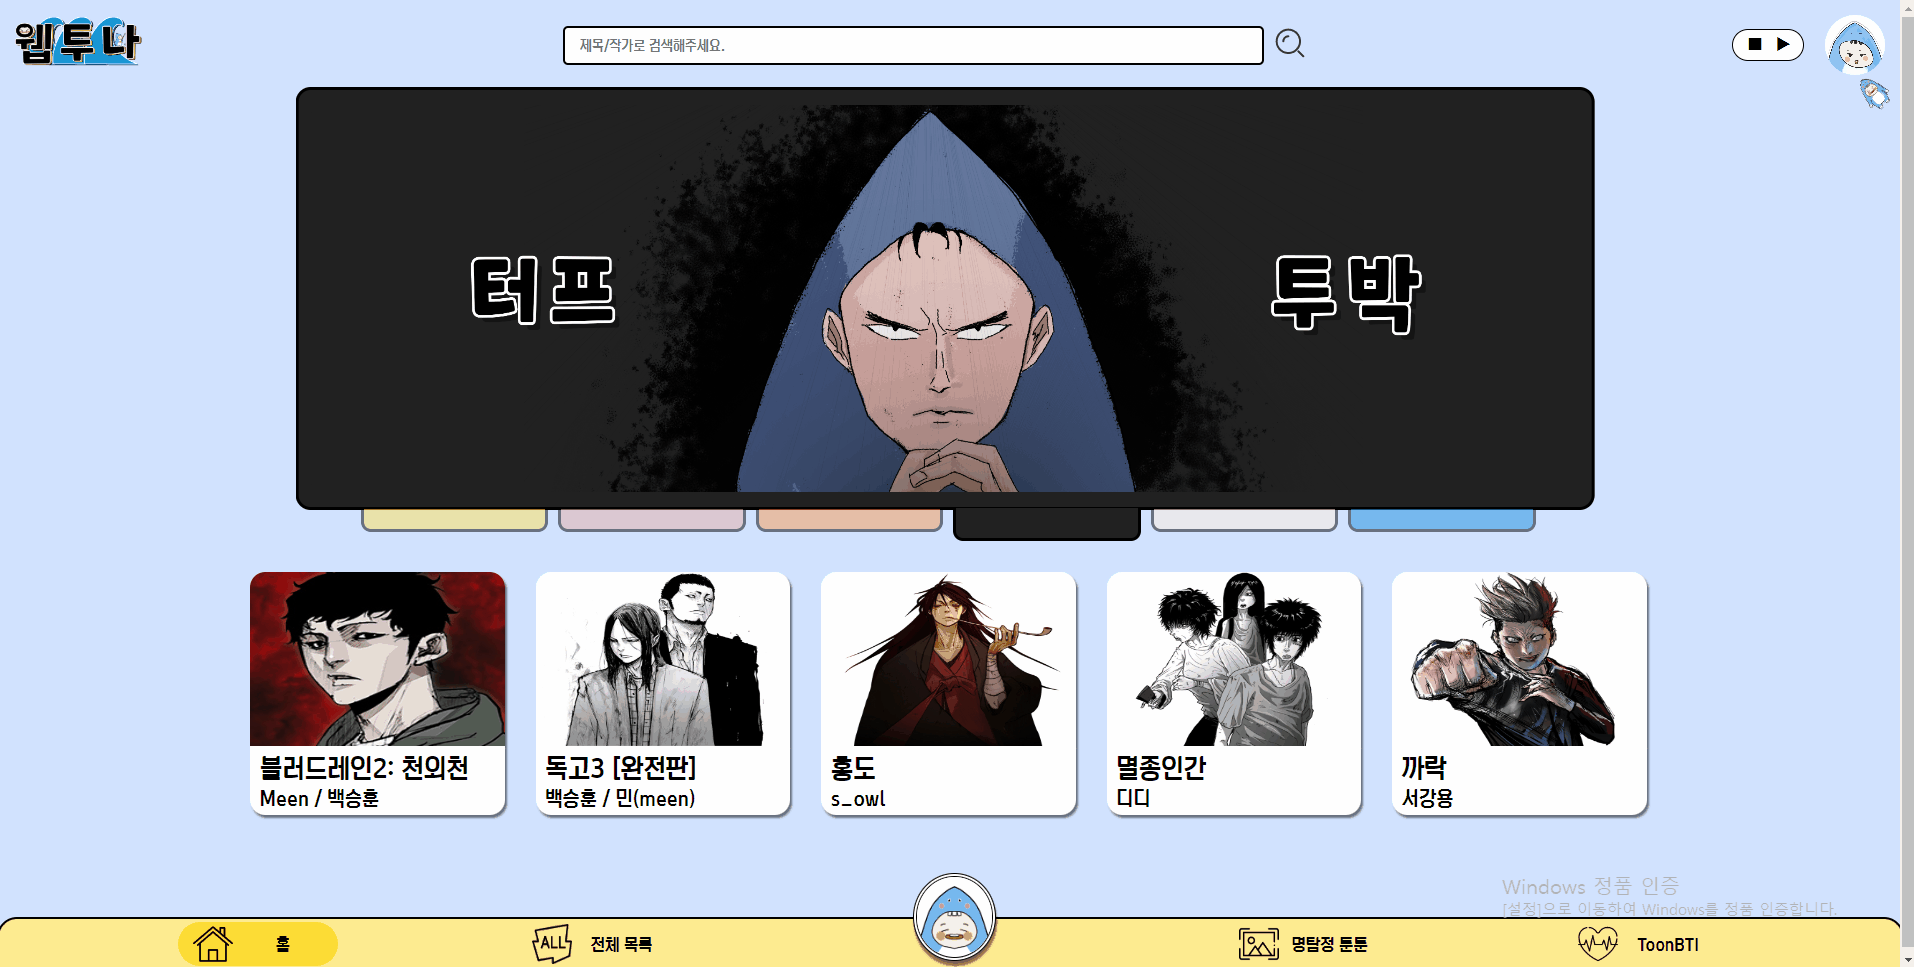 웹투나
제목/작가로 검색해주세요.
터프
투박
블러드레인2: 천외천
Meen / 백승훈
독고3 [완전판]
백승훈 / 민(meen)
홍도
s_owl
멸종인간
디디
까락
서강용
Windows 정품 인증
[설정]으로 이동하여 Windows를 정품 인증합니다.
홈
ALL 전체 목록
명탐정 툰툰
ToonBTI